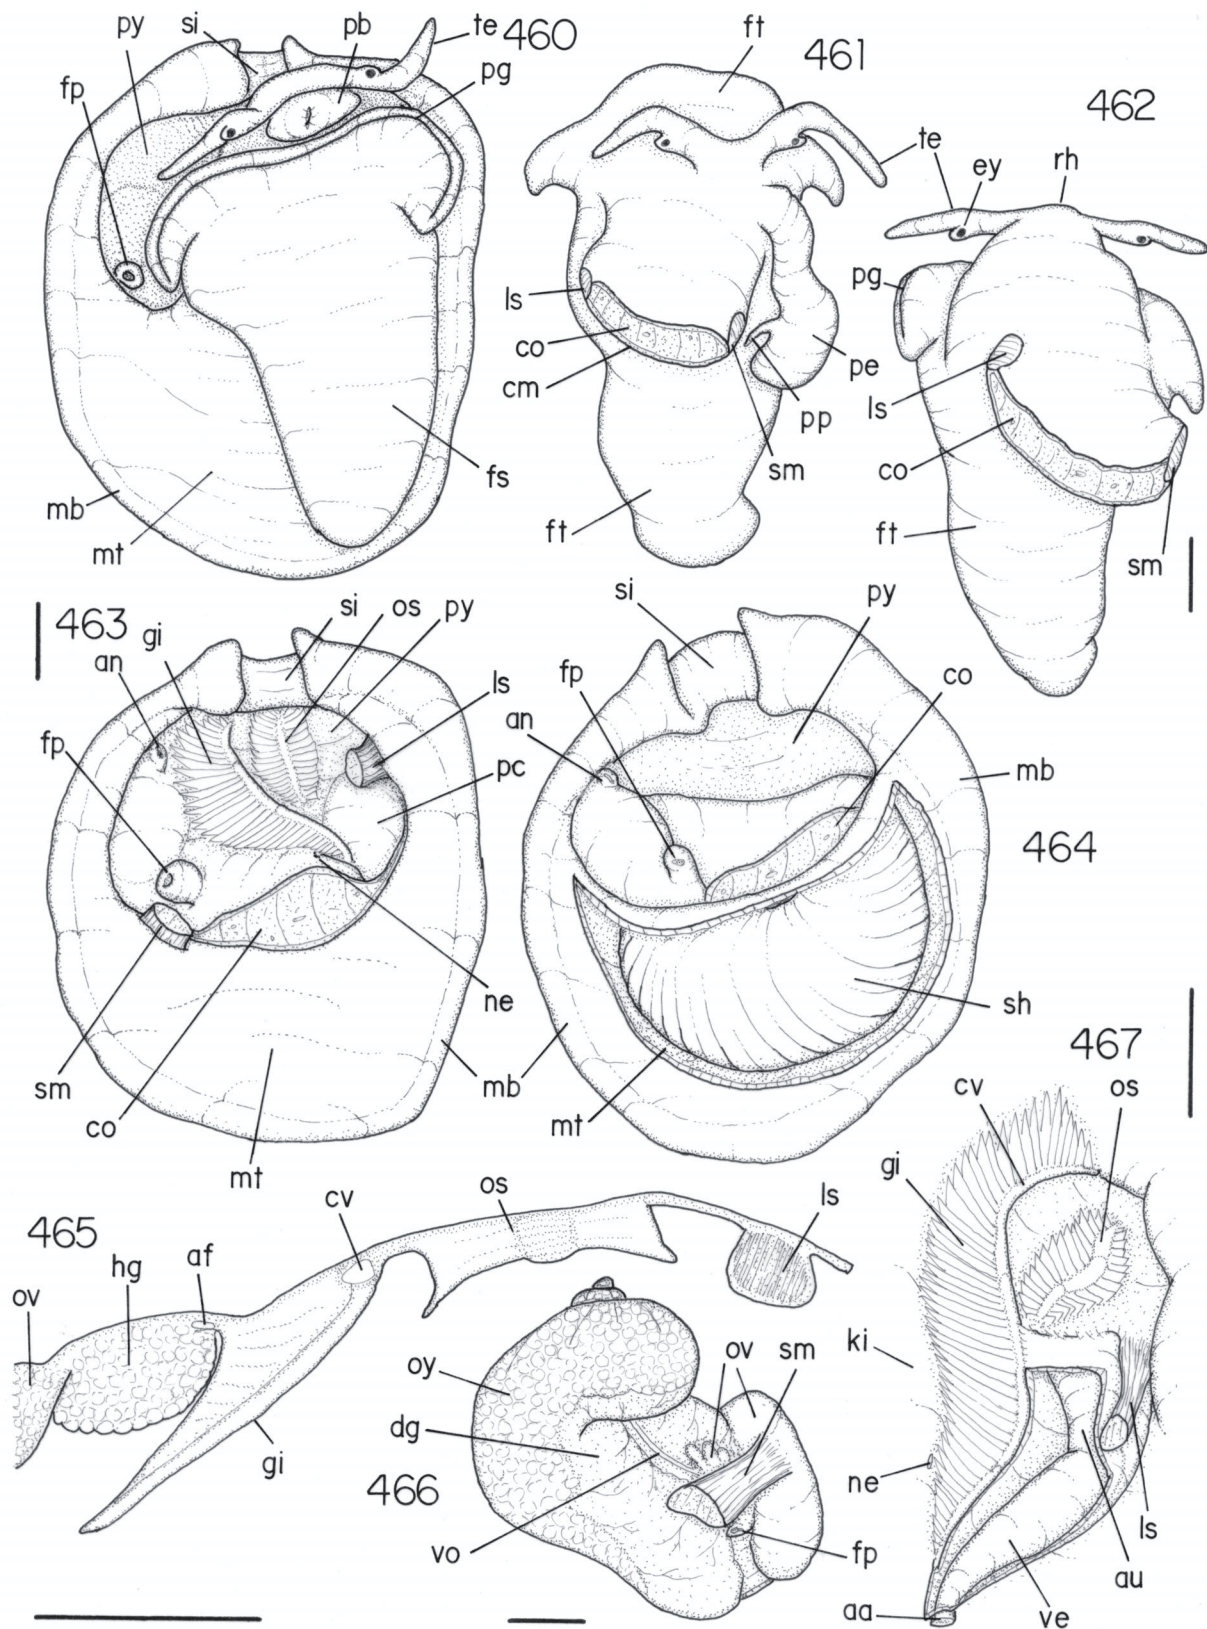 460
py
si
pb
te
pg
fp
fs
mb
mt
461
ft
te
ls
co
cm
pe
pp
sm
ft
462
ey
rh
pg
ls
co
ft
sm
463
gi
an
si
os
py
ls
pc
fp
ne
sm
co
mt
mb
464
si
py
fp
co
an
mb
sh
mt
465
cv
os
ls
af
hg
ov
gi
466
oy
dg
ov
sm
vo
fp
467
cv
os
gi
ki
ne
ls
au
ve
aa